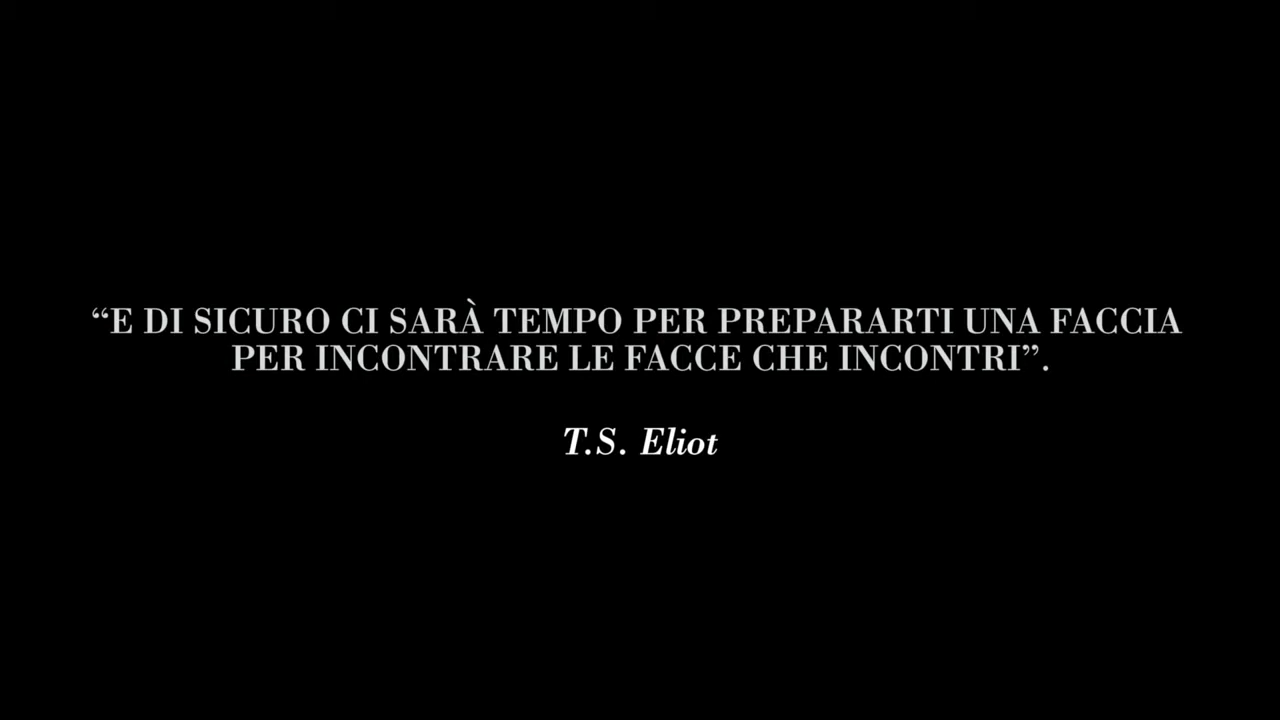 “E DI SICURO CI SARÀ TEMPO PER PREPARARTI UNA FACCIA
PER INCONTRARE LE FACCE CHE INCONTRI”.
T.S. Eliot